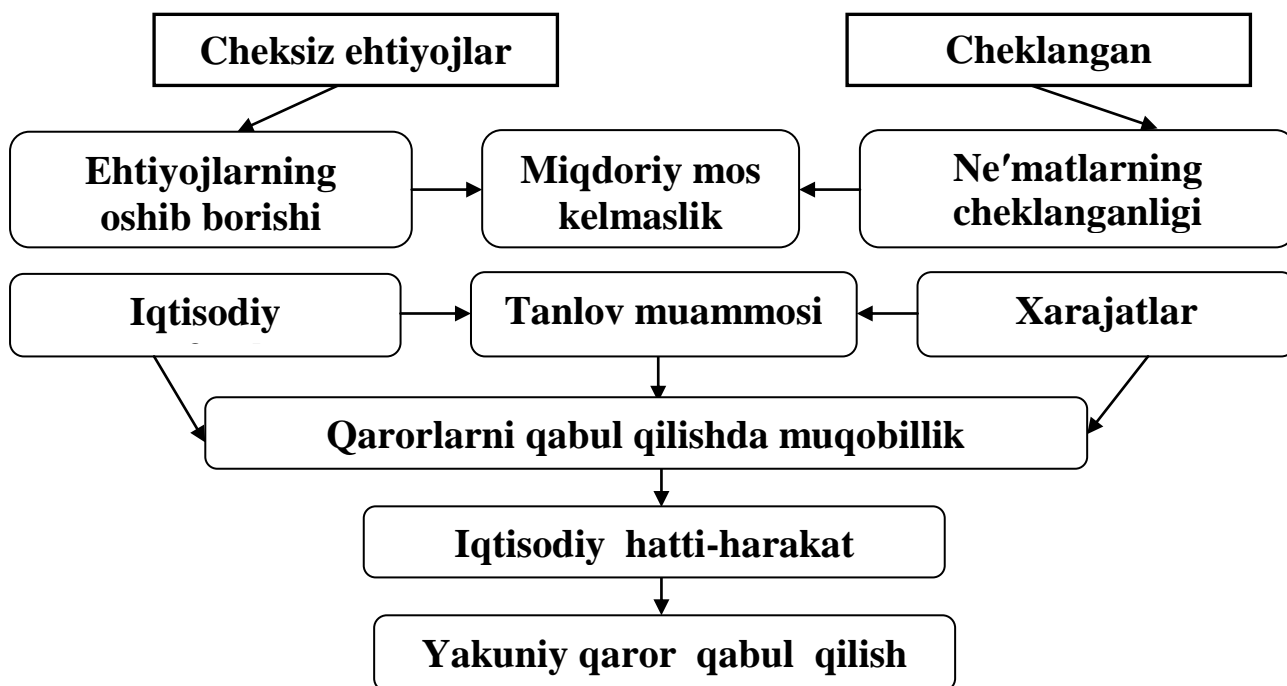 Cheksiz ehtiyojlar
Cheklangan
Ehtiyojlarning
oshib borishi
Miqdoriy mos
kelmaslik
Ne′matlarning
cheklanganligi
Iqtisodiy
Tanlov muammosi
Xarajatlar
Qarorlarni qabul qilishda muqobillik
Iqtisodiy hatti-harakat
Yakuniy qaror qabul qilish